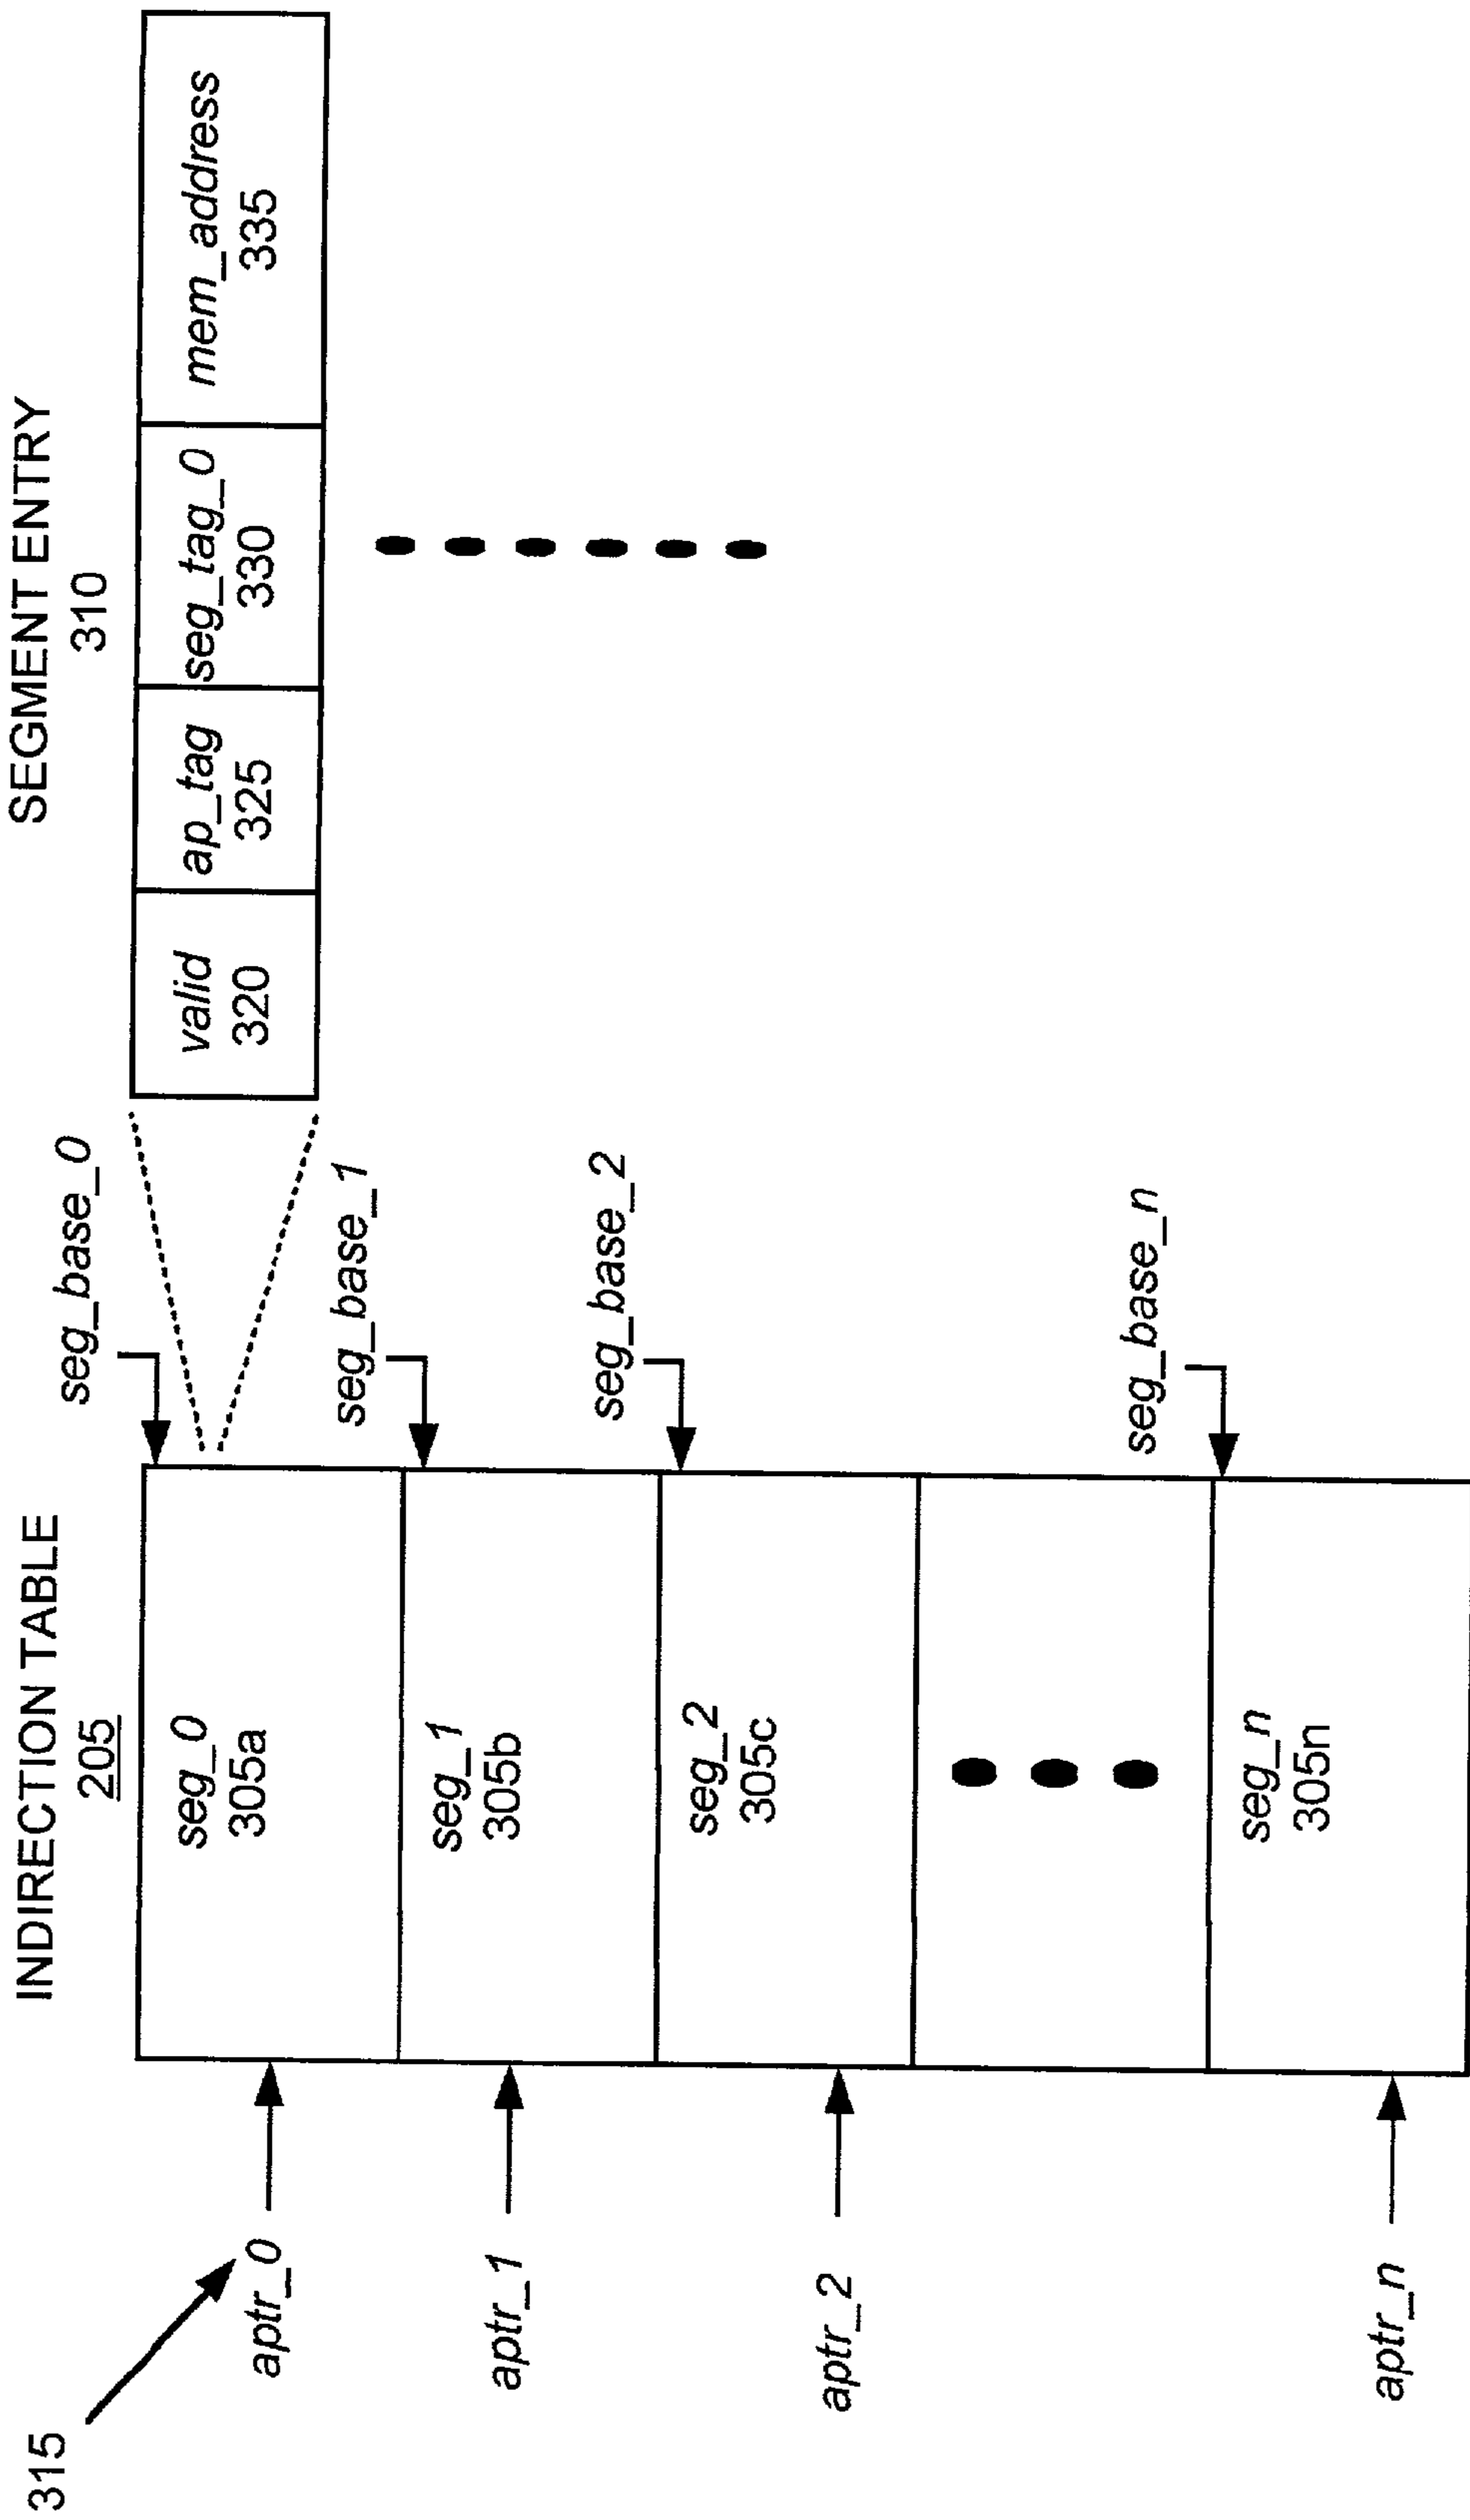 INDIRECTION TABLE
205
SEGMENT ENTRY
310
315
seg_base_0
valid
320
ap_tag
325
seg_tag_0
330
mem_address
335
aptr_0
seg_0
305a
seg_base_1
aptr_1
seg_1
305b
seg_base_2
aptr_2
seg_2
305c
seg_base_n
aptr_n
seg_n
305n